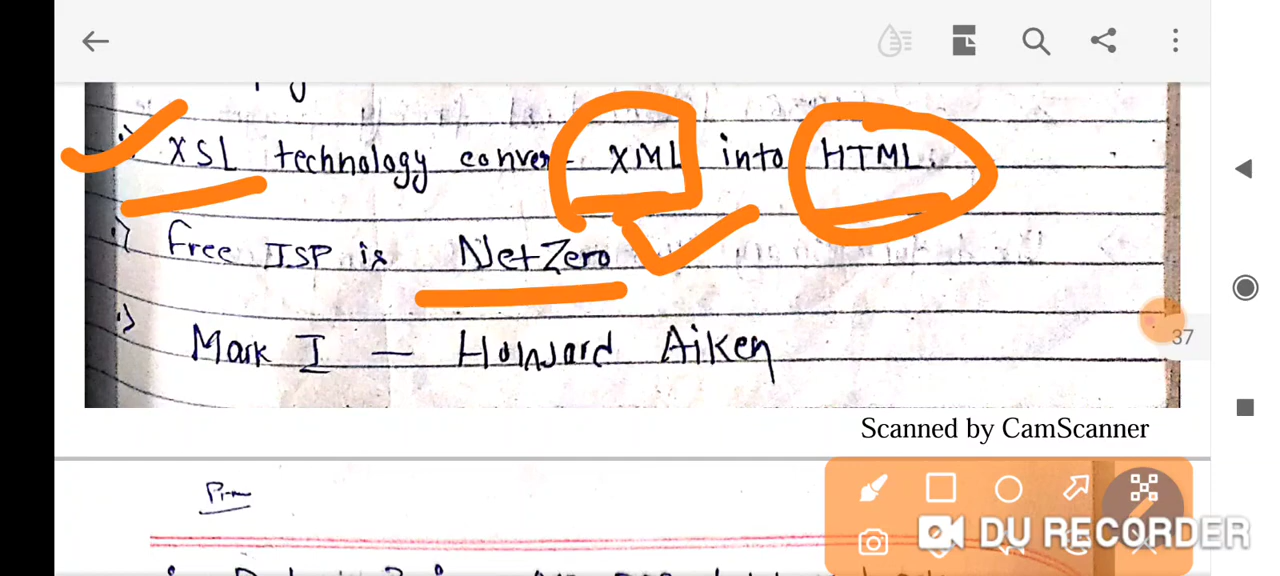 XSL technology conver XML into HTML.
Free ISP is NetZero
Mark I — Howard Aiken
37
Scanned by CamScanner
DU RECORDER